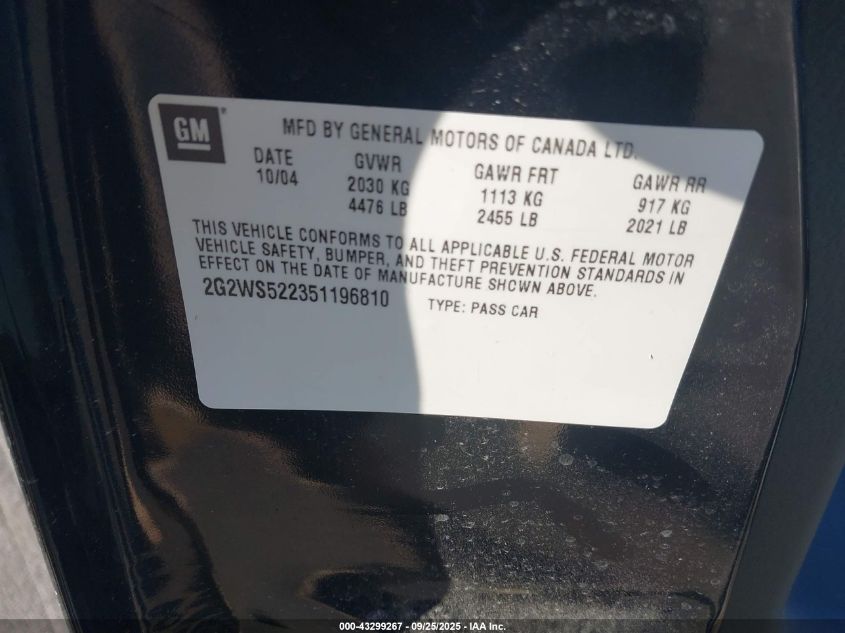 GM®
MFD BY GENERAL MOTORS OF CANADA LTD.
DATE GVWR GAWR FRT GAWR RR
10/04 2030 KG 1113 KG 917 KG
4476 LB 2455 LB 2021 LB
THIS VEHICLE CONFORMS TO ALL APPLICABLE U.S. FEDERAL MOTOR
VEHICLE SAFETY, BUMPER, AND THEFT PREVENTION STANDARDS IN
EFFECT ON THE DATE OF MANUFACTURE SHOWN ABOVE.
2G2WS522351196810 TYPE: PASS CAR
000-43299267 - 09/25/2025 - IAA Inc.